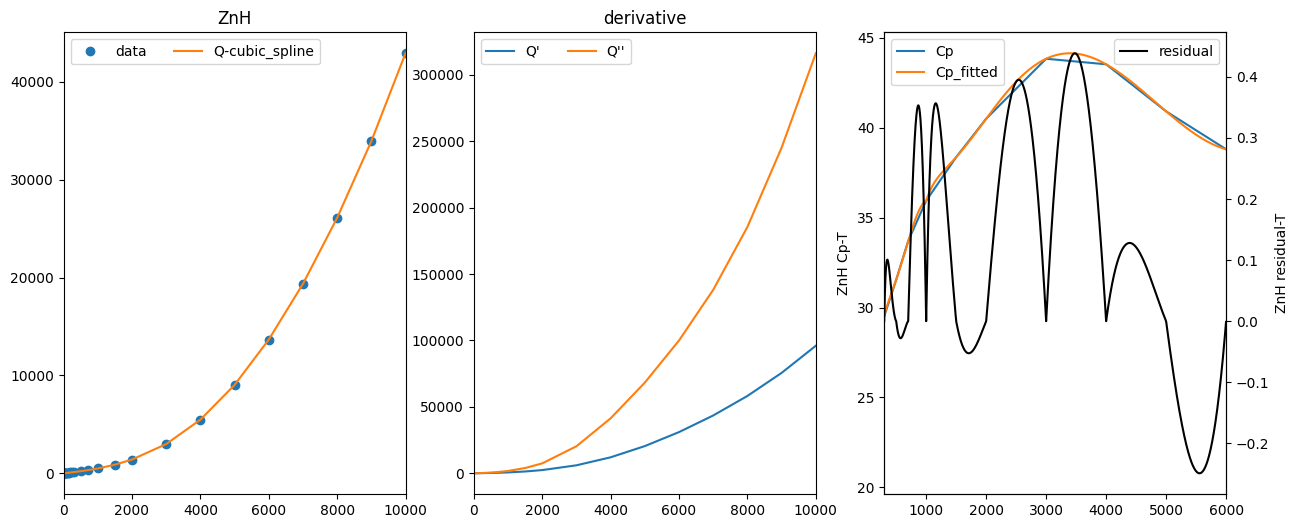 ZnH
data
Q-cubic_spline
40000
30000
20000
10000
0
0 2000 4000 6000 8000 10000
derivative
Q'
Q''
300000
250000
200000
150000
100000
50000
0
0 2000 4000 6000 8000 10000
Cp
Cp_fitted
residual
45
40
35
30
25
20
ZnH Cp-T
1000 2000 3000 4000 5000 6000
0.4
0.3
0.2
0.1
0.0
−0.1
−0.2
ZnH residual-T